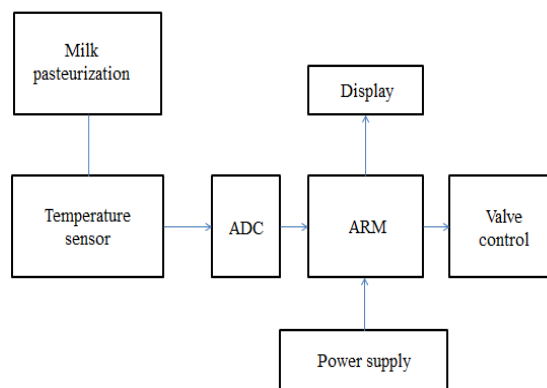 Milk
pasteurization
Display
Temperature
sensor
ADC
ARM
Valve
control
Power supply